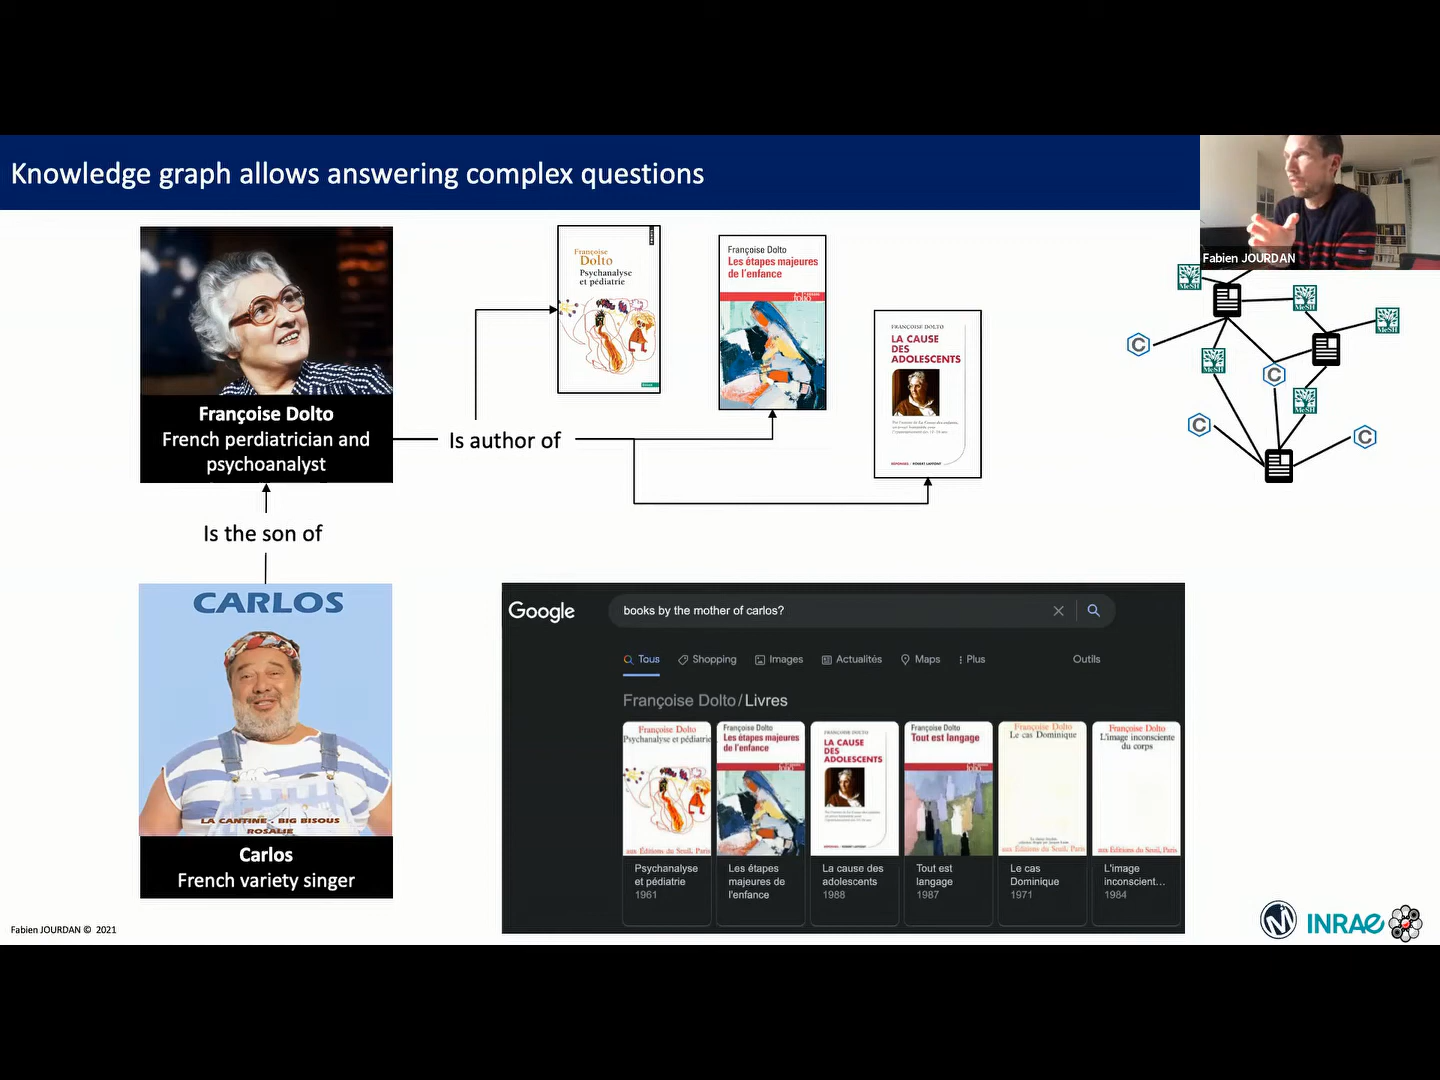 Knowledge graph allows answering complex questions
Fabien JOURDAN
Françoise Dolto
French perdiatrician and
psychoanalyst
Is author of
Françoise
Dolto
Psychanalyse
et pédiatrie
Françoise Dolto
Les étapes majeures
de l'enfance
folio
FRANÇOISE DOLTO
LA CAUSE
DES
ADOLESCENTS
RÉPONSES / ROBERT LAFFONT
MeSH
MeSH
MeSH
MeSH
MeSH
C
C
C
C
Is the son of
CARLOS
LA CANTINE . BIG BISOUS
ROSALIE
Carlos
French variety singer
Google
books by the mother of carlos?
Tous
Shopping
Images
Actualités
Maps
Plus
Outils
Françoise Dolto/Livres
Françoise Dolto
Psychanalyse et pédiatrie
aux Éditions du Seuil, Paris
Psychanalyse
et pédiatrie
1961
Françoise Dolto
Les étapes majeures
de l'enfance
folio
Les étapes
majeures de
l'enfance
FRANÇOISE DOLTO
LA CAUSE
DES
ADOLESCENTS
La cause des
adolescents
1988
Françoise Dolto
Tout est langage
folio
Tout est
langage
1987
Françoise Dolto
Le cas Dominique
aux Éditions du Seuil, Paris
Le cas
Dominique
1971
Françoise Dolto
L'image inconsciente
du corps
aux Éditions du Seuil, Paris
L'image
inconscient...
1984
Fabien JOURDAN © 2021
M
INRAE